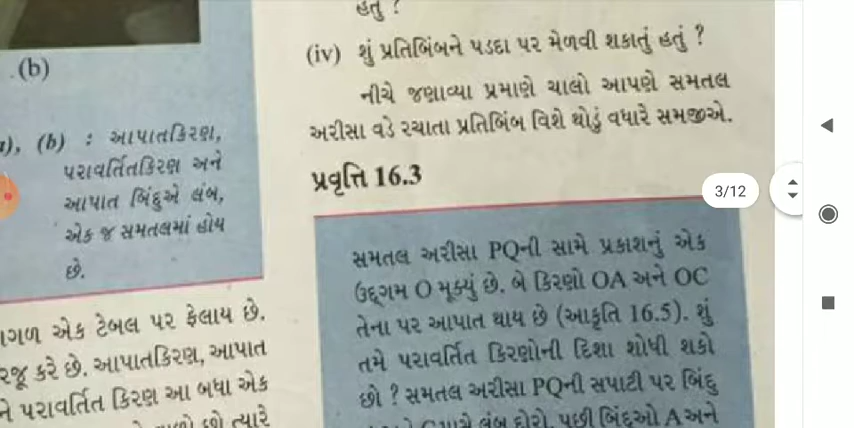 (b)
(b) : આપાતકિરણ,
પરાવર્તિતકિરણ અને
આપાત બિંદુએ લંબ,
એક જ સમતલમાં હોય
છે.
એક ટેબલ પર ફેલાય છે.
કરે છે. આપાતકિરણ, આપાત
પરાવર્તિત કિરણ આ બધા એક
ત્યારે
હતું ?
(iv) શું પ્રતિબિંબને પડદા પર મેળવી શકાતું હતું ?
નીચે જણાવ્યા પ્રમાણે ચાલો આપણે સમતલ
અરીસા વડે રચાતા પ્રતિબિંબ વિશે થોડું વધારે સમજીએ.
પ્રવૃત્તિ 16.3
સમતલ અરીસા PQની સામે પ્રકાશનું એક
ઉદ્દગમ O મૂક્યું છે. બે કિરણો OA અને OC
તેના પર આપાત થાય છે (આકૃતિ 16.5). શું
તમે પરાવર્તિત કિરણોની દિશા શોધી શકો
છો ? સમતલ અરીસા PQની સપાટી પર બિંદુ
લંબ દોરો. પછી બિંદુઓ A અને
3/12